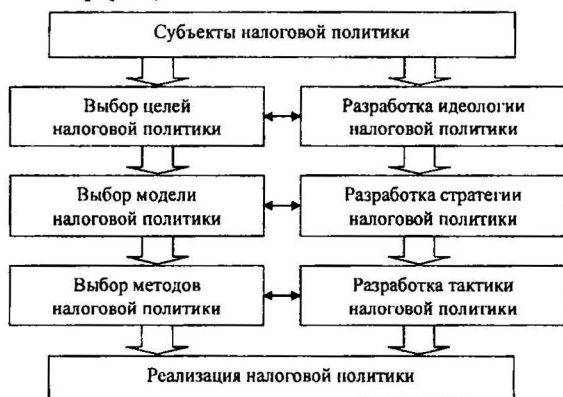 Субъекты налоговой политики
Выбор целей
налоговой политики
Разработка идеологии
налоговой политики
Выбор модели
налоговой политики
Разработка стратегии
налоговой политики
Выбор методов
налоговой политики
Разработка тактики
налоговой политики
Реализация налоговой политики